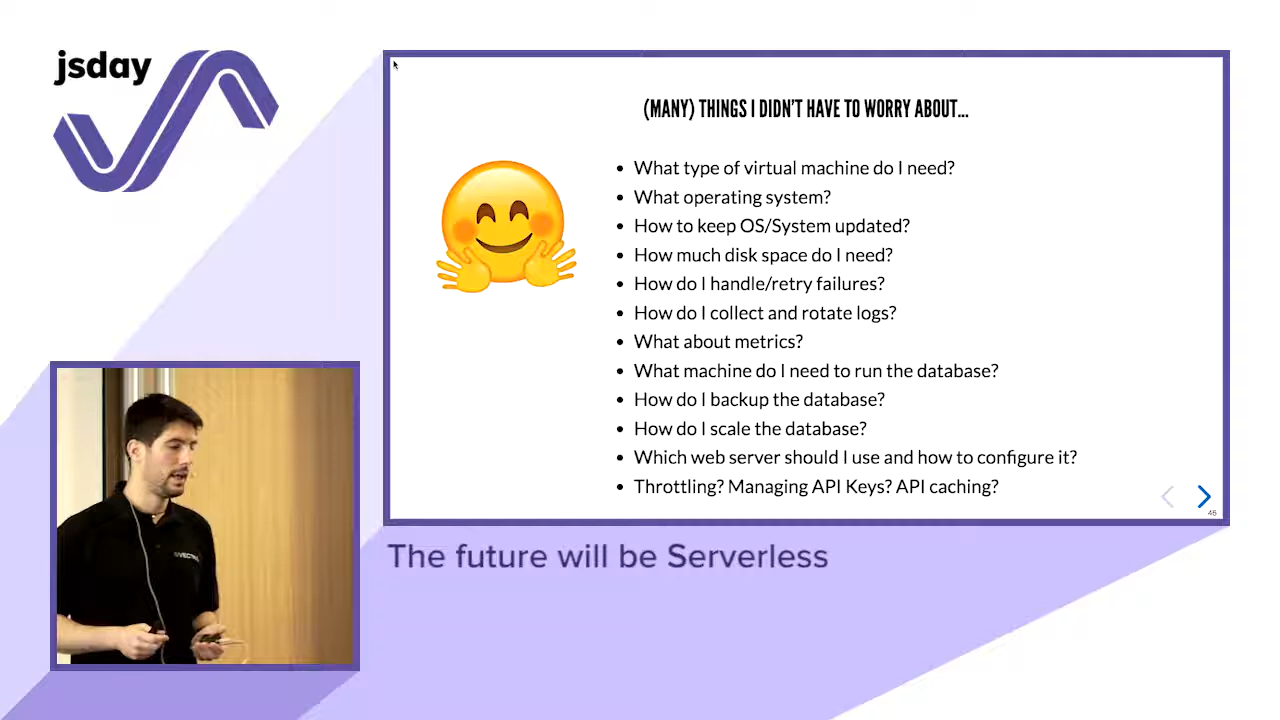 jsday
(MANY) THINGS I DIDN'T HAVE TO WORRY ABOUT...
• What type of virtual machine do I need?
• What operating system?
• How to keep OS/System updated?
• How much disk space do I need?
• How do I handle/retry failures?
• How do I collect and rotate logs?
• What about metrics?
• What machine do I need to run the database?
• How do I backup the database?
• How do I scale the database?
• Which web server should I use and how to configure it?
• Throttling? Managing API Keys? API caching?
46
The future will be Serverless